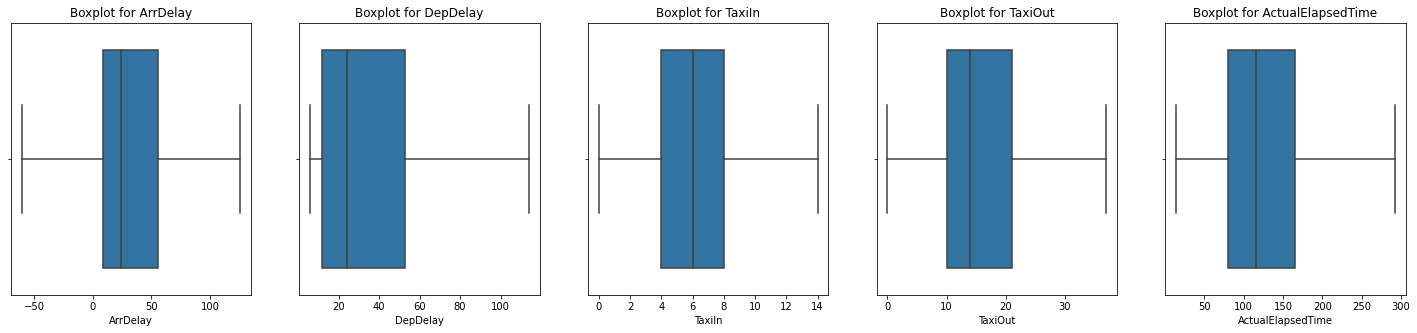 Boxplot for ArrDelay
−50 0 50 100
ArrDelay
Boxplot for DepDelay
20 40 60 80 100
DepDelay
Boxplot for TaxiIn
0 2 4 6 8 10 12 14
TaxiIn
Boxplot for TaxiOut
0 10 20 30
TaxiOut
Boxplot for ActualElapsedTime
50 100 150 200 250 300
ActualElapsedTime